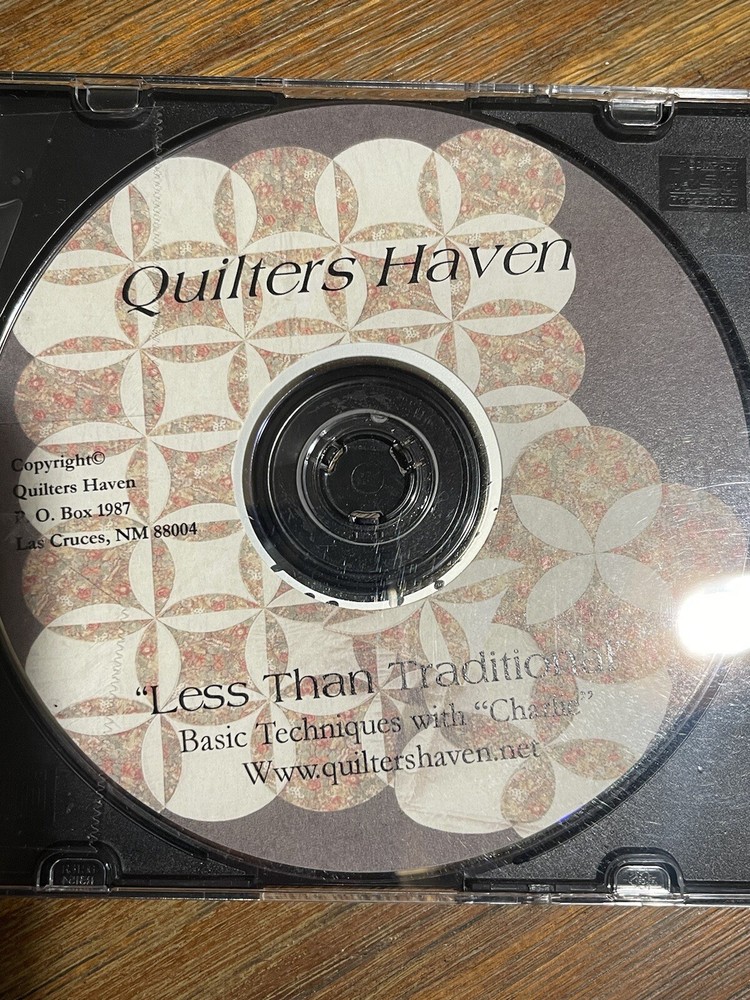 Quilters Haven
Copyright©
Quilters Haven
P. O. Box 1987
Las Cruces, NM 88004
“Less Than Traditional
Basic Techniques with “Charlie”
Www.quiltershaven.net